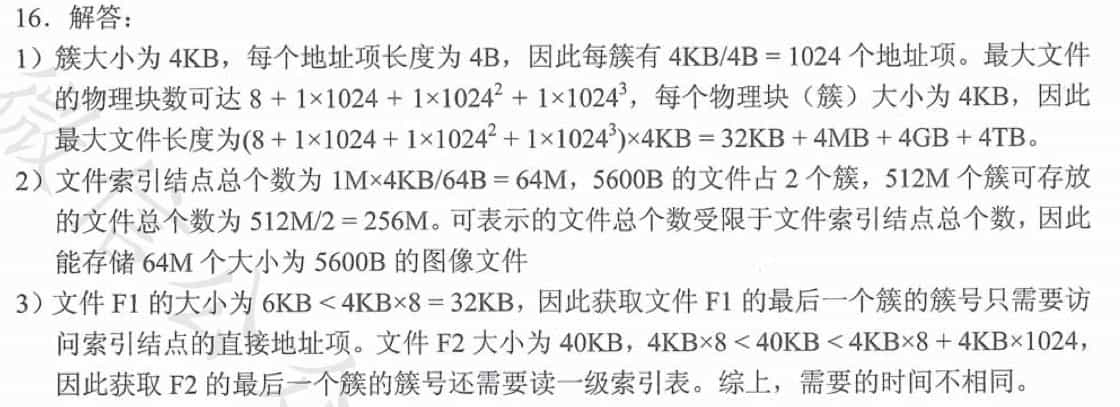 16．解答：
1）簇大小为 4KB，每个地址项长度为 4B，因此每簇有 4KB/4B = 1024 个地址项。最大文件
的物理块数可达 8 + 1×1024 + 1×1024² + 1×1024³，每个物理块（簇）大小为 4KB，因此
最大文件长度为(8 + 1×1024 + 1×1024² + 1×1024³)×4KB = 32KB + 4MB + 4GB + 4TB。
2）文件索引结点总个数为 1M×4KB/64B = 64M，5600B 的文件占 2 个簇，512M 个簇可存放
的文件总个数为 512M/2 = 256M。可表示的文件总个数受限于文件索引结点总个数，因此
能存储 64M 个大小为 5600B 的图像文件
3）文件 F1 的大小为 6KB < 4KB×8 = 32KB，因此获取文件 F1 的最后一个簇的簇号只需要访
问索引结点的直接地址项。文件 F2 大小为 40KB，4KB×8 < 40KB < 4KB×8 + 4KB×1024，
因此获取 F2 的最后一个簇的簇号还需要读一级索引表。综上，需要的时间不相同。